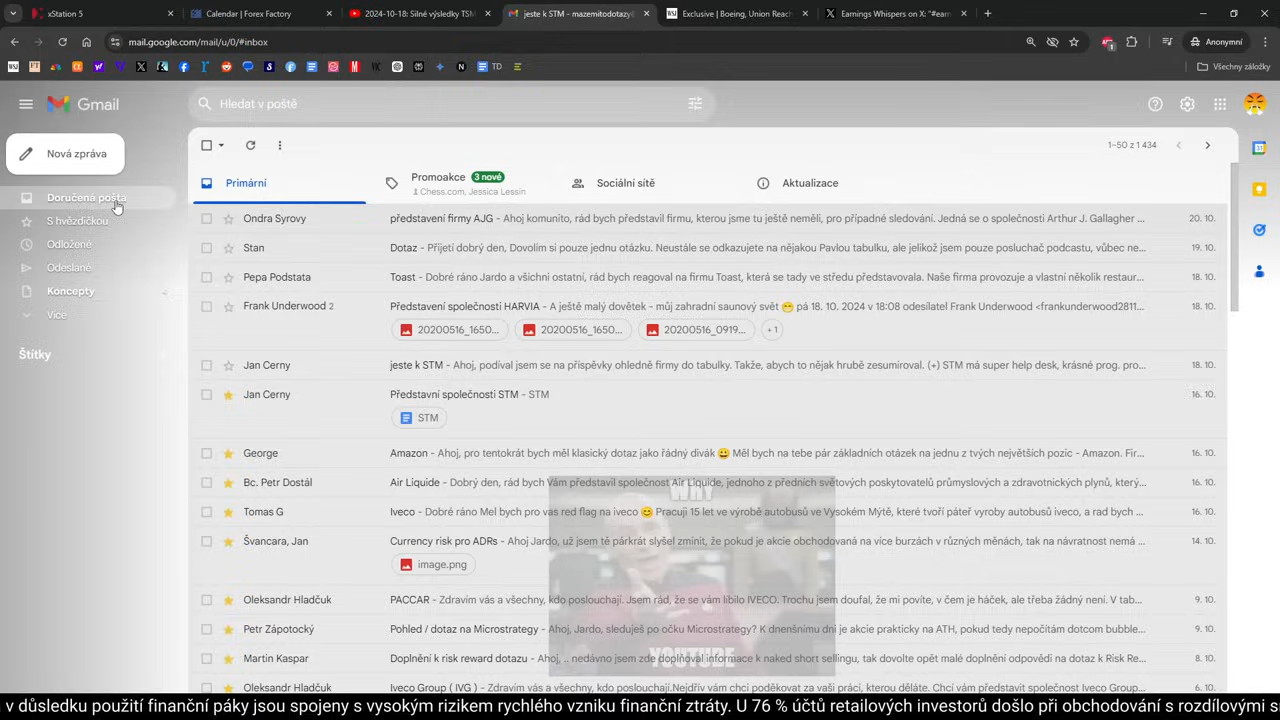 xStation 5
Calendar | Forex Factory
2024-10-18: Silné výsledky TSM
jeste k STM - mazemitodotazy@
Exclusive | Boeing, Union Reach
Earnings Whispers on X: "#earn
mail.google.com/mail/u/0/#inbox
Anonymní
TD
Všechny záložky
Gmail
Hledat v poště
Nová zpráva
1–50 z 1 434
Primární
Promoakce 3 nové
Chess.com, Jessica Lessin
Sociální sítě
Aktualizace
Doručená pošta
S hvězdičkou
Odložené
Odeslané
Koncepty
Více
Štítky
Ondra Syrovy představení firmy AJG - Ahoj komunito, rád bych představil firmu, kterou jsme tu ještě neměli, pro případné sledování. Jedná se o společnosti Arthur J. Gallagher ... 20. 10.
Stan Dotaz - Přijetí dobrý den, Dovolím si pouze jednu otázku. Neustále se odkazujete na nějakou Pavlou tabulku, ale jelikož jsem pouze posluchač podcastu, vůbec ne... 19. 10.
Pepa Podstata Toast - Dobré ráno Jardo a všichni ostatní, rád bych reagoval na firmu Toast, která se tady ve středu představovala. Naše firma provozuje a vlastní několik restaur... 18. 10.
Frank Underwood 2 Představení společnosti HARVIA - A ještě malý dovětek - můj zahradní saunový svět 😁 pá 18. 10. 2024 v 18:08 odesílatel Frank Underwood <frankunderwood2811... 18. 10.
20200516_1650... 20200516_1650... 20200516_0919... +1
Jan Cerny jeste k STM - Ahoj, podíval jsem se na příspěvky ohledně firmy do tabulky. Takže, abych to nějak hrubě zesumíroval. (+) STM má super help desk, krásné prog. pro... 18. 10.
Jan Cerny Představní společnosti STM - STM 16. 10.
STM
George Amazon - Ahoj, pro tentokrát bych měl klasický dotaz jako řádný divák 😀 Měl bych na tebe pár základních otázek na jednu z tvých největších pozic - Amazon. Fir... 16. 10.
Bc. Petr Dostál Air Liquide - Dobrý den, rád bych Vám představil společnost Air Liquide, jednoho z předních světových poskytovatelů průmyslových a zdravotnických plynů, který... 16. 10.
WHY
Tomas G Iveco - Dobré ráno Mel bych pro vas red flag na iveco 😊 Pracuji 15 let ve výrobě autobusů ve Vysokém Mýtě, které tvoří páteř vyroby autobusů iveco, a rad bych ... 16. 10.
Švancara, Jan Currency risk pro ADRs - Ahoj Jardo, už jsem tě párkrát slyšel zmínit, že pokud je akcie obchodovaná na více burzách v různých měnách, tak na návratnost nemá ... 14. 10.
image.png
Oleksandr Hladčuk PACCAR - Zdravím vás a všechny, kdo poslouchají. Jsem rád, že se vám líbilo IVECO. Trochu jsem doufal, že mi povíte, v čem je háček, ale třeba žádný není. V tab... 9. 10.
Petr Zápotocký Pohled / dotaz na Microstrategy - Ahoj, Jardo, sleduješ po očku Microstrategy? K dnešnímu dni je akcie prakticky na ATH, pokud tedy nepočítám dotcom bubble... 9. 10.
Martin Kaspar Doplnění k risk reward dotazu - Ahoj, .. nedávno jsem zde doplňoval informace k naked short sellingu, tak dovolte opět malé doplnění odpovědi na dotaz k Risk Re... 8. 10.
YOUTUBE
Oleksandr Hladčuk Iveco Group ( IVG ) - Zdravím vas a všechny, kdo poslouchají.Nejdřív vam chci poděkovat za vaši práci, kterou děláte. Chcí vam představit společnost 6. 10.
v důsledku použití finanční páky jsou spojeny s vysokým rizikem rychlého vzniku finanční ztráty. U 76 % účtů retailových investorů došlo při obchodování s rozdílovými s